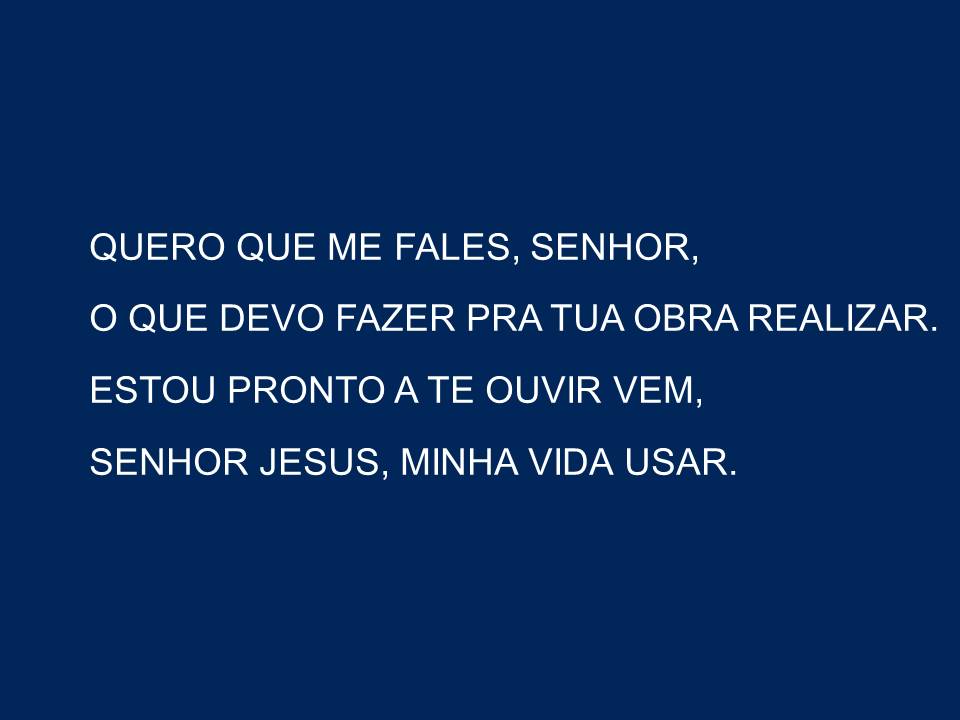 QUERO QUE ME FALES, SENHOR,
O QUE DEVO FAZER PRA TUA OBRA REALIZAR.
ESTOU PRONTO A TE OUVIR VEM,
SENHOR JESUS, MINHA VIDA USAR.